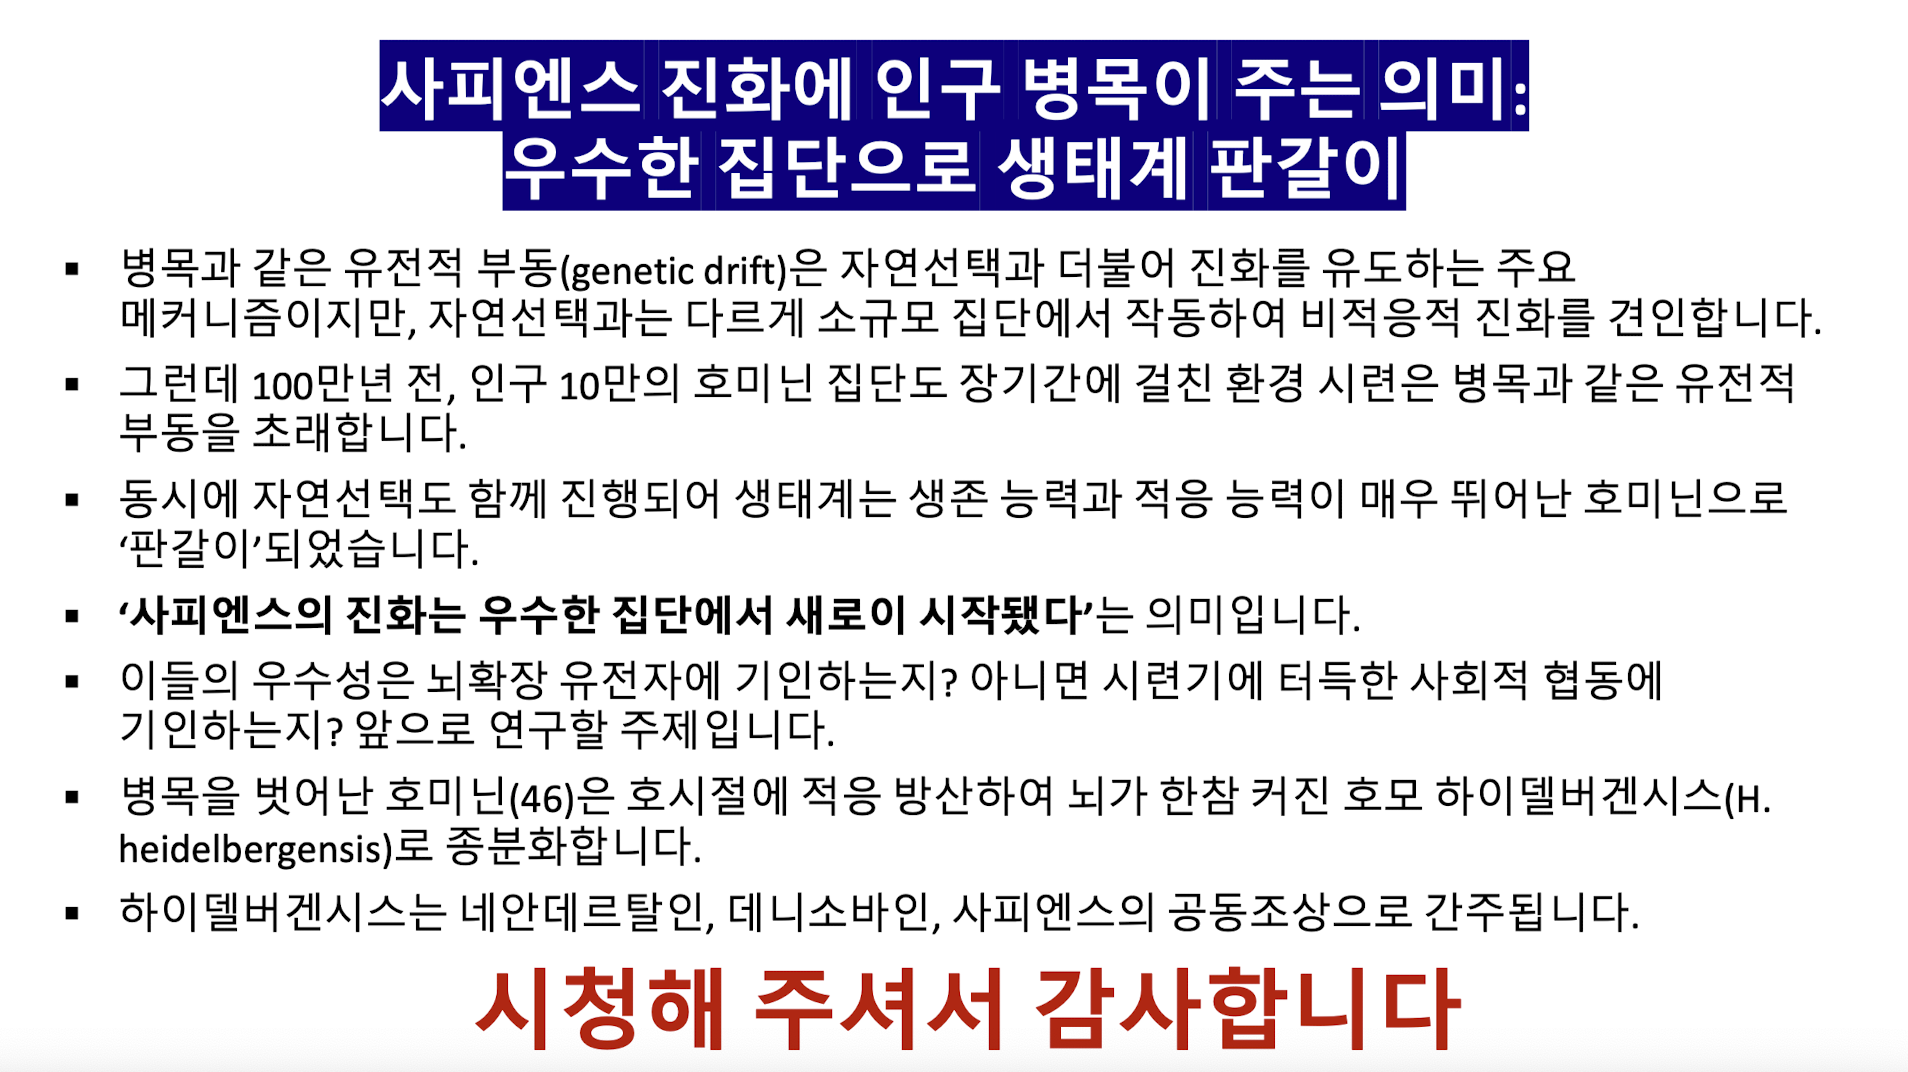 사피엔스 진화에 인구 병목이 주는 의미:
우수한 집단으로 생태계 판갈이
▪ 병목과 같은 유전적 부동(genetic drift)은 자연선택과 더불어 진화를 유도하는 주요
메커니즘이지만, 자연선택과는 다르게 소규모 집단에서 작동하여 비적응적 진화를 견인합니다.
▪ 그런데 100만년 전, 인구 10만의 호미닌 집단도 장기간에 걸친 환경 시련은 병목과 같은 유전적
부동을 초래합니다.
▪ 동시에 자연선택도 함께 진행되어 생태계는 생존 능력과 적응 능력이 매우 뛰어난 호미닌으로
‘판갈이’되었습니다.
▪ ‘사피엔스의 진화는 우수한 집단에서 새로이 시작됐다’는 의미입니다.
▪ 이들의 우수성은 뇌확장 유전자에 기인하는지? 아니면 시련기에 터득한 사회적 협동에
기인하는지? 앞으로 연구할 주제입니다.
▪ 병목을 벗어난 호미닌(46)은 호시절에 적응 방산하여 뇌가 한참 커진 호모 하이델버겐시스(H.
heidelbergensis)로 종분화합니다.
▪ 하이델버겐시스는 네안데르탈인, 데니소바인, 사피엔스의 공동조상으로 간주됩니다.
시청해 주셔서 감사합니다